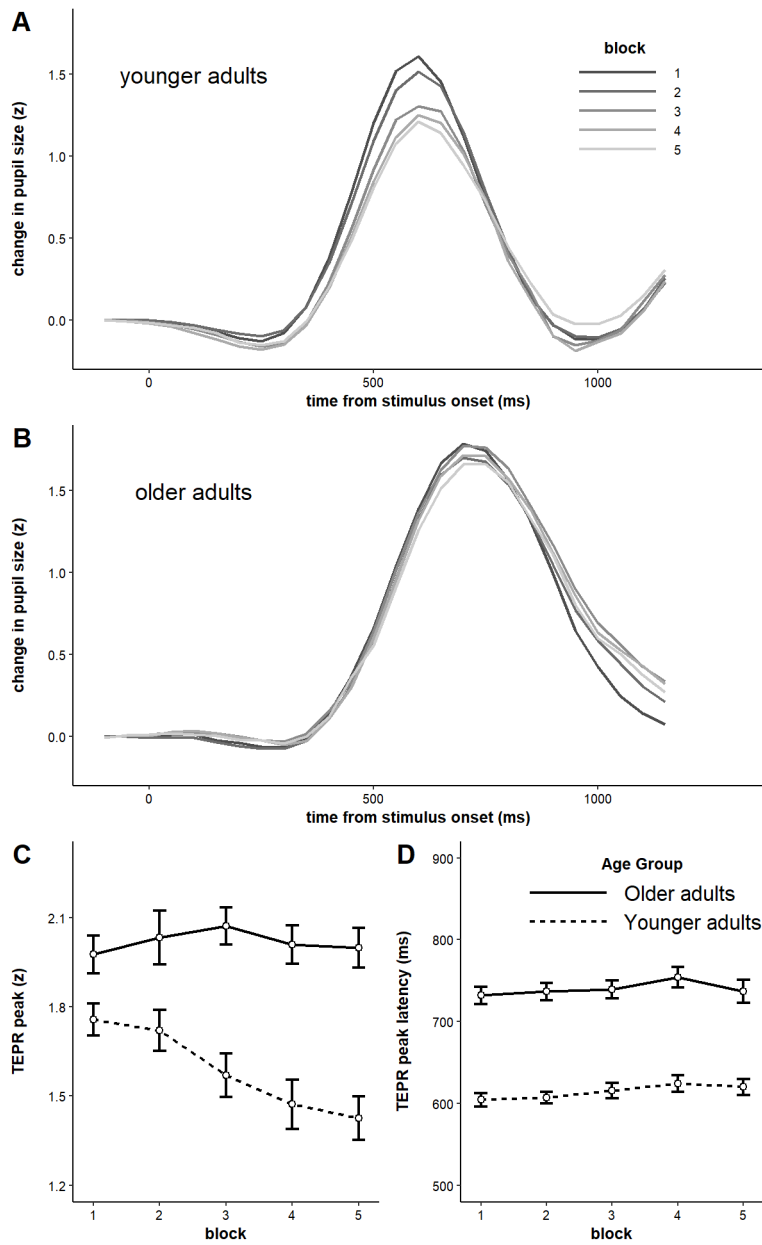 A
younger adults
block
1
2
3
4
5
change in pupil size (z)
1.5
1.0
0.5
0.0
0
500
1000
time from stimulus onset (ms)
B
older adults
change in pupil size (z)
1.5
1.0
0.5
0.0
0
500
1000
time from stimulus onset (ms)
C
TEPR peak (z)
2.1
1.8
1.5
1.2
1
2
3
4
5
block
D
Age Group
Older adults
Younger adults
TEPR peak latency (ms)
900
800
700
600
500
1
2
3
4
5
block